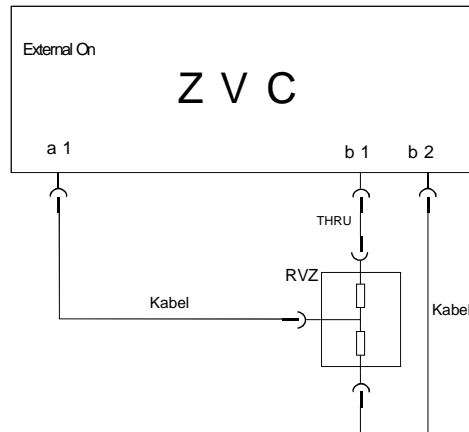 External On
Z V C
a 1
b 1
b 2
THRU
RVZ
Kabel
Kabel